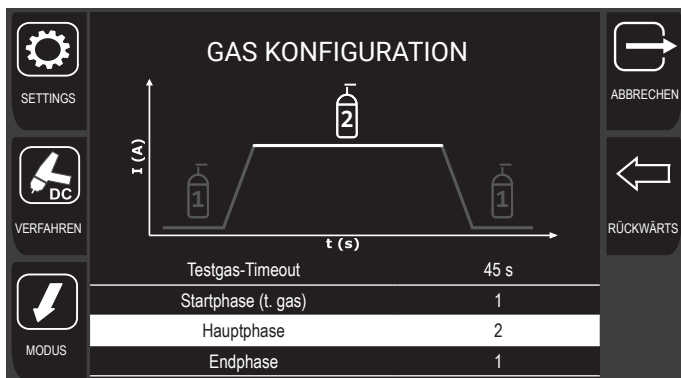 GAS KONFIGURATION
SETTINGS
DC
VERFAHREN
MODUS
I (A)
1
2
1
t (s)
Testgas-Timeout 45 s
Startphase (t. gas) 1
Hauptphase 2
Endphase 1
ABBRECHEN
RÜCKWÄRTS